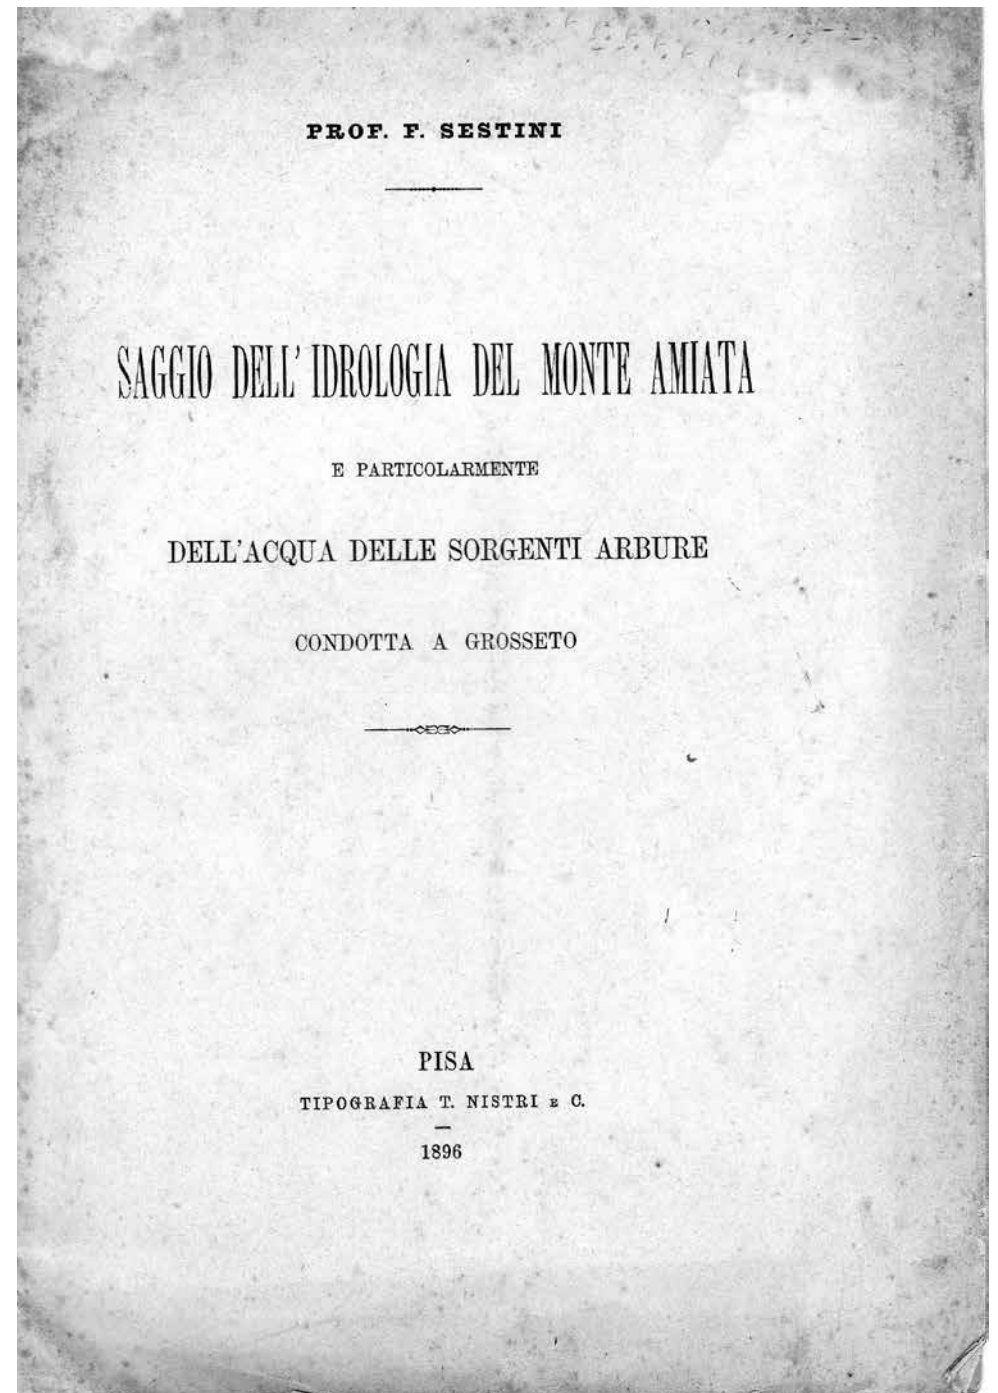 PROF. F. SESTINI
SAGGIO DELL'IDROLOGIA DEL MONTE AMIATA
E PARTICOLARMENTE
DELL'ACQUA DELLE SORGENTI ARBURE
CONDOTTA A GROSSETO
PISA
TIPOGRAFIA T. NISTRI E C.
1896